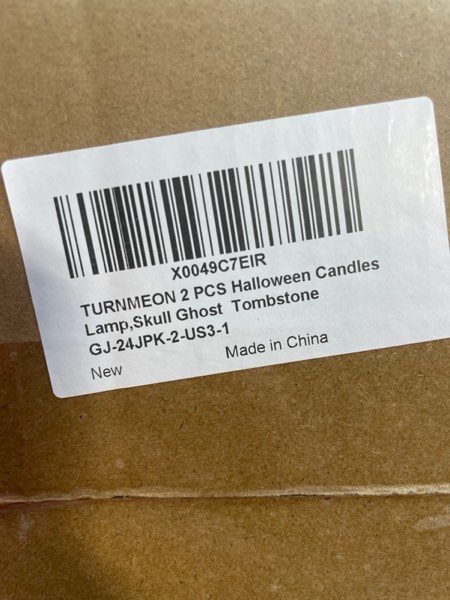 X0049C7EIR
TURNMEON 2 PCS Halloween Candles
Lamp,Skull Ghost Tombstone
GJ-24JPK-2-US3-1
New Made in China